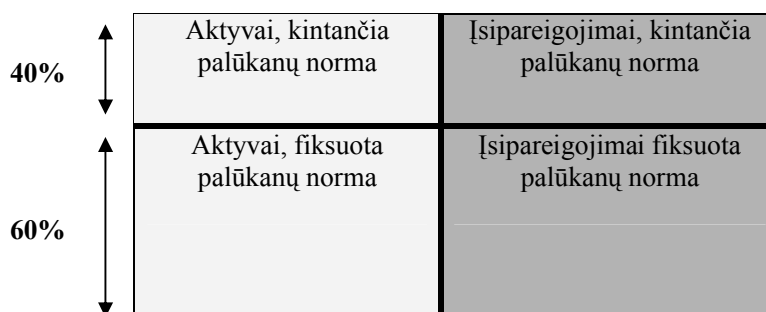 40%
Aktyvai, kintančia
palūkanų norma
Įsipareigojimai, kintančia
palūkanų norma
60%
Aktyvai, fiksuota
palūkanų norma
Įsipareigojimai fiksuota
palūkanų norma